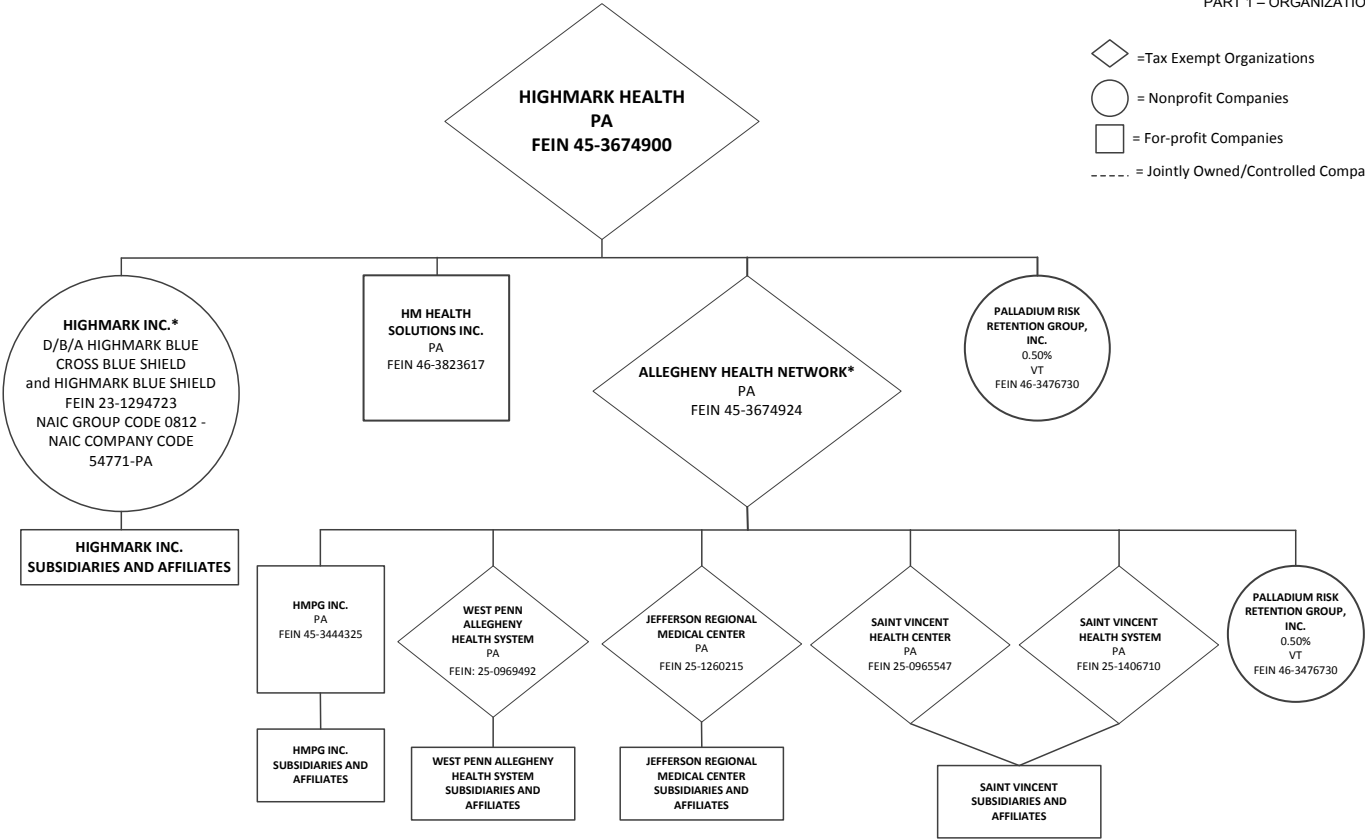 PART 1 – ORGANIZATIO
=Tax Exempt Organizations
= Nonprofit Companies
= For-profit Companies
= Jointly Owned/Controlled Compa
HIGHMARK HEALTH
PA
FEIN 45-3674900
HIGHMARK INC.*
D/B/A HIGHMARK BLUE
CROSS BLUE SHIELD
and HIGHMARK BLUE SHIELD
FEIN 23-1294723
NAIC GROUP CODE 0812 -
NAIC COMPANY CODE
54771-PA
HM HEALTH
SOLUTIONS INC.
PA
FEIN 46-3823617
ALLEGHENY HEALTH NETWORK*
PA
FEIN 45-3674924
PALLADIUM RISK
RETENTION GROUP,
INC.
0.50%
VT
FEIN 46-3476730
HIGHMARK INC.
SUBSIDIARIES AND AFFILIATES
HMPG INC.
PA
FEIN 45-3444325
WEST PENN
ALLEGHENY
HEALTH SYSTEM
PA
FEIN: 25-0969492
JEFFERSON REGIONAL
MEDICAL CENTER
PA
FEIN 25-1260215
SAINT VINCENT
HEALTH CENTER
PA
FEIN 25-0965547
SAINT VINCENT
HEALTH SYSTEM
PA
FEIN 25-1406710
PALLADIUM RISK
RETENTION GROUP,
INC.
0.50%
VT
FEIN 46-3476730
HMPG INC.
SUBSIDIARIES AND
AFFILIATES
WEST PENN ALLEGHENY
HEALTH SYSTEM
SUBSIDIARIES AND
AFFILIATES
JEFFERSON REGIONAL
MEDICAL CENTER
SUBSIDIARIES AND
AFFILIATES
SAINT VINCENT
SUBSIDIARIES AND
AFFILIATES